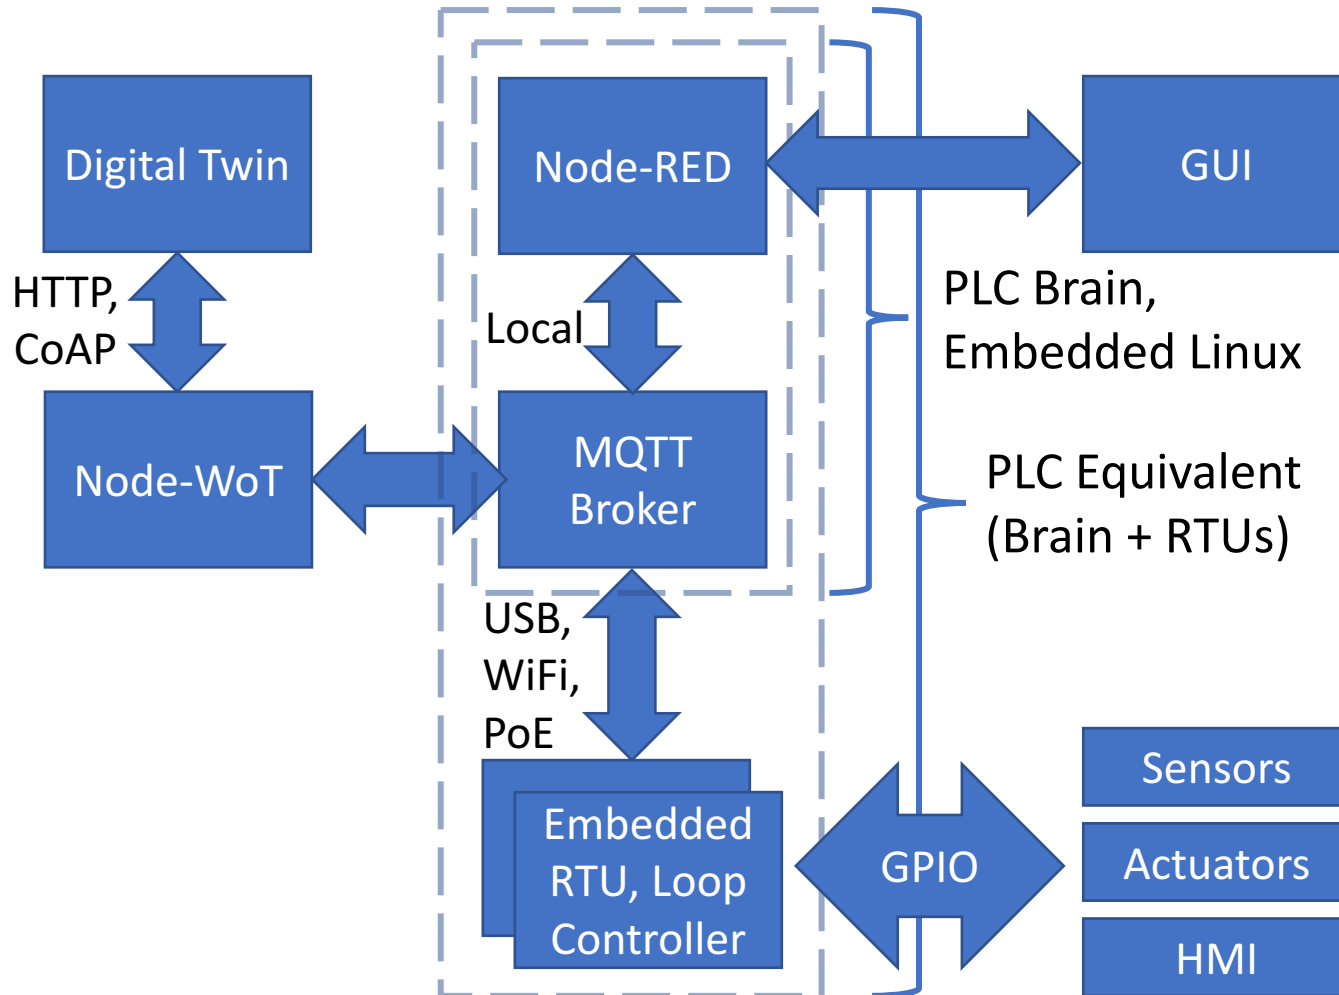 Digital Twin
Node-RED
GUI
HTTP,
CoAP
Local
PLC Brain,
Embedded Linux
Node-WoT
MQTT
Broker
PLC Equivalent
(Brain + RTUs)
USB,
WiFi,
PoE
Embedded
RTU, Loop
Controller
GPIO
Sensors
Actuators
HMI